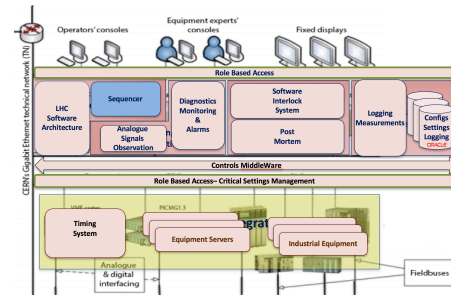 Operators' consoles
Equipment experts'
consoles
Fixed displays
CERN's Gigabit Ethernet technical network (TN)
Role Based Access
LHC
Software
Architecture
Sequencer
Analogue
Signals
Observation
Diagnostics
Monitoring
&
Alarms
Software
Interlock
System
Post
Mortem
Logging
Measurements
Configs
Settings
Logging
ORACLE
Controls MiddleWare
Role Based Access– Critical Settings Management
PICMG1.3
Timing
System
Equipment Servers
Industrial Equipment
Analogue
& digital
interfacing
Fieldbuses